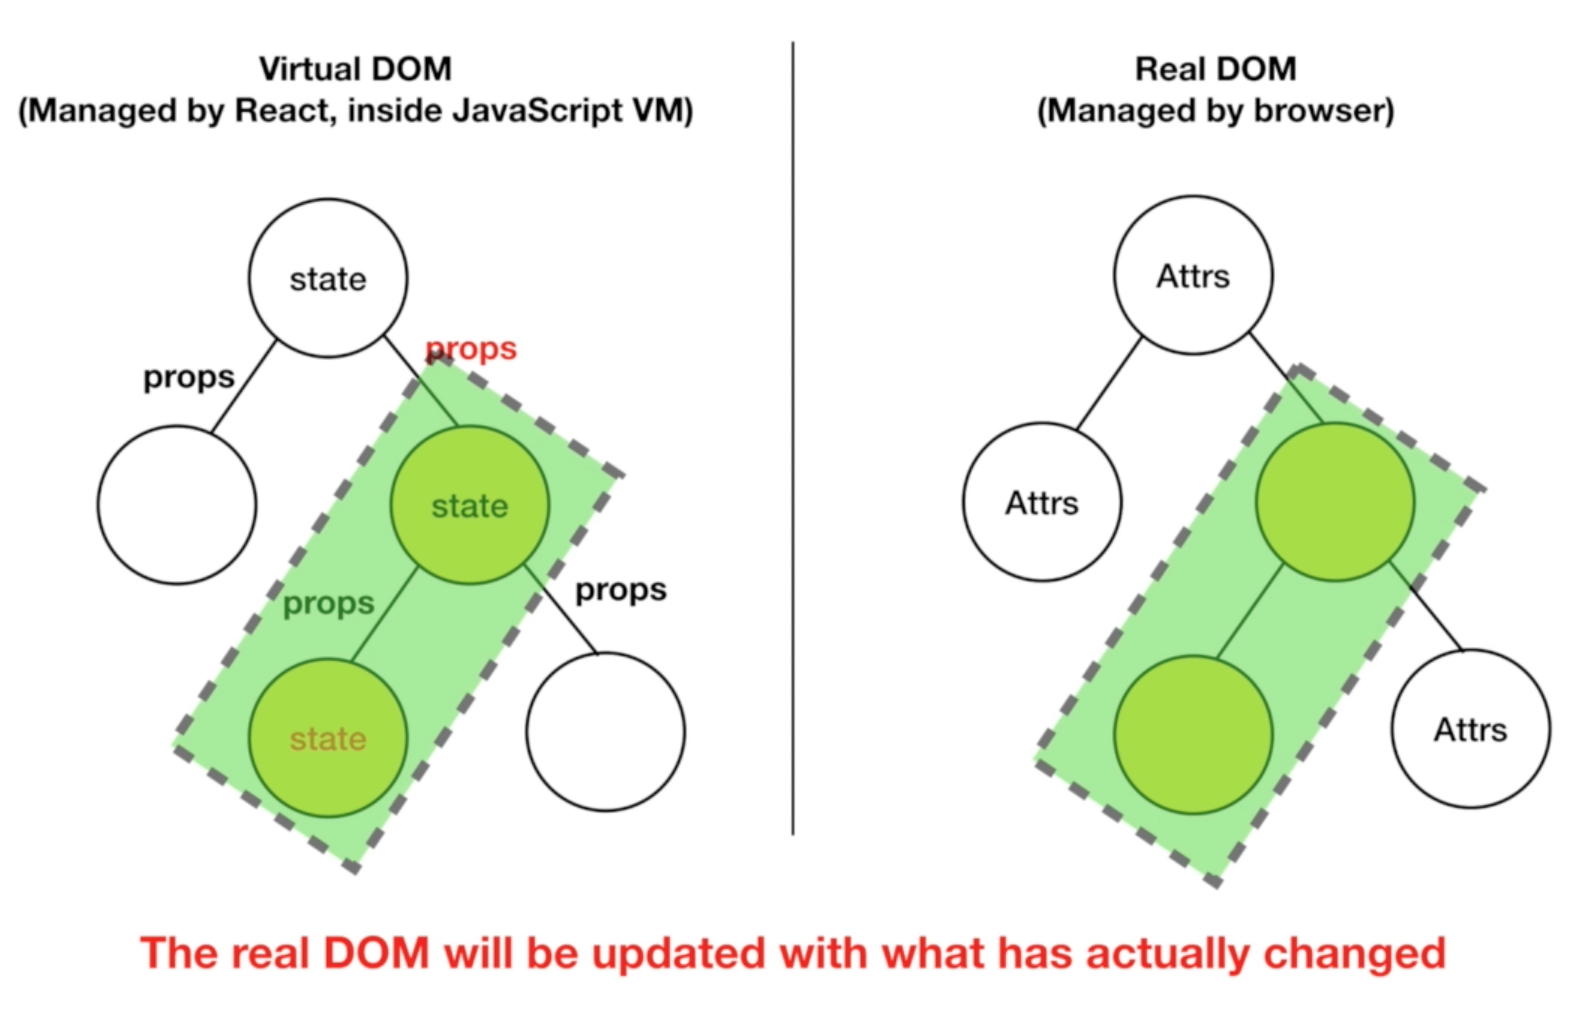 Virtual DOM
(Managed by React, inside JavaScript VM)
state
props
props
state
props
props
state
Real DOM
(Managed by browser)
Attrs
Attrs
Attrs
The real DOM will be updated with what has actually changed